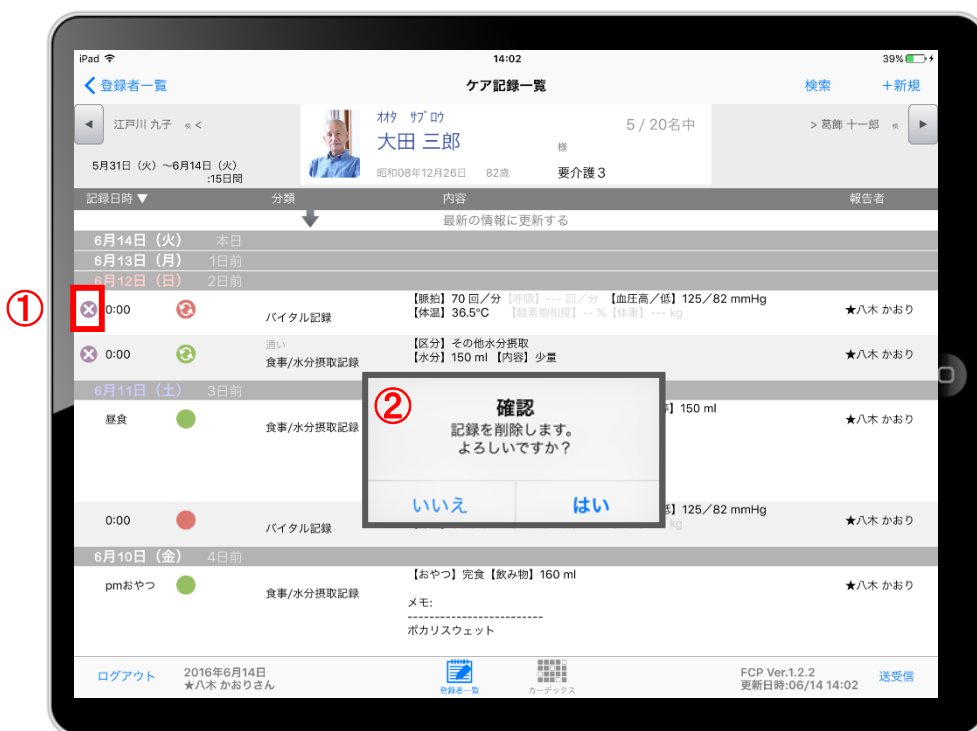 iPad 14:02 39%
登録者一覧 ケア記録一覧 検索 +新規
江戸川 九子 様 < オオタ サブロウ 5 / 20名中 > 葛飾 十一郎 様
大田 三郎 様
5月31日（火）~6月14日（火）
:15日間
昭和08年12月26日 82歳 要介護3
記録日時▼ 分類 内容 報告者
最新の情報に更新する
6月14日（火） 本日
6月13日（月） 1日前
6月12日（日） 2日前
①
0:00 バイタル記録 【脈拍】70 回／分【呼吸】--- 回／分 【血圧高／低】125／82 mmHg ★八木 かおり
【体温】36.5℃ 【酸素飽和度】-- %【体重】--- kg
0:00 通い 【区分】その他水分摂取 ★八木 かおり
食事/水分摂取記録 【水分】150 ml 【内容】少量
6月11日（土） 3日前
昼食 食事/水分摂取記録 】150 ml ★八木 かおり
②
確認
記録を削除します。
よろしいですか？
いいえ はい
0:00 バイタル記録 】125／82 mmHg ★八木 かおり
kg
6月10日（金） 4日前
pmおやつ 食事/水分摂取記録 【おやつ】完食【飲み物】160 ml ★八木 かおり
メモ:
-------------------------
ポカリスウェット
ログアウト 2016年6月14日 登録者一覧 カーデックス FCP Ver.1.2.2 送受信
★八木 かおりさん 更新日時:06/14 14:02